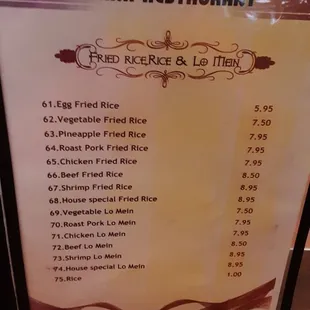 RESTAURANT
FRIED RICE,RICE & LO MEIN
61.Egg Fried Rice 5.95
62.Vegetable Fried Rice 7.50
63.Pineapple Fried Rice 7.95
64.Roast Pork Fried Rice 7.95
65.Chicken Fried Rice 7.95
66.Beef Fried Rice 8.50
67.Shrimp Fried Rice 8.95
68.House special Fried Rice 8.95
69.Vegetable Lo Mein 7.50
70.Roast Pork Lo Mein 7.95
71.Chicken Lo Mein 7.95
72.Beef Lo Mein 8.50
73.Shrimp Lo Mein 8.95
74.House special Lo Mein 8.95
75.Rice 1.00